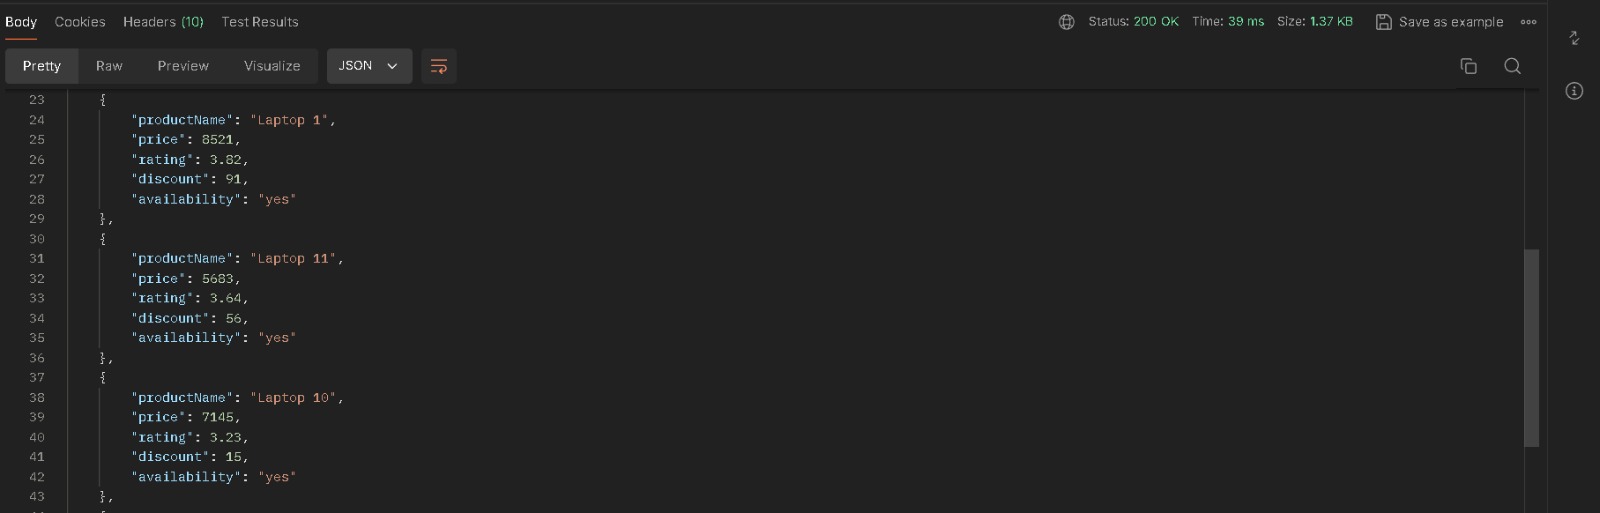 Body Cookies Headers (10) Test Results Status: 200 OK Time: 39 ms Size: 1.37 KB Save as example
Pretty Raw Preview Visualize JSON
23 {
24 "productName": "Laptop 1",
25 "price": 8521,
26 "rating": 3.82,
27 "discount": 91,
28 "availability": "yes"
29 },
30 {
31 "productName": "Laptop 11",
32 "price": 5683,
33 "rating": 3.64,
34 "discount": 56,
35 "availability": "yes"
36 },
37 {
38 "productName": "Laptop 10",
39 "price": 7145,
40 "rating": 3.23,
41 "discount": 15,
42 "availability": "yes"
43 },